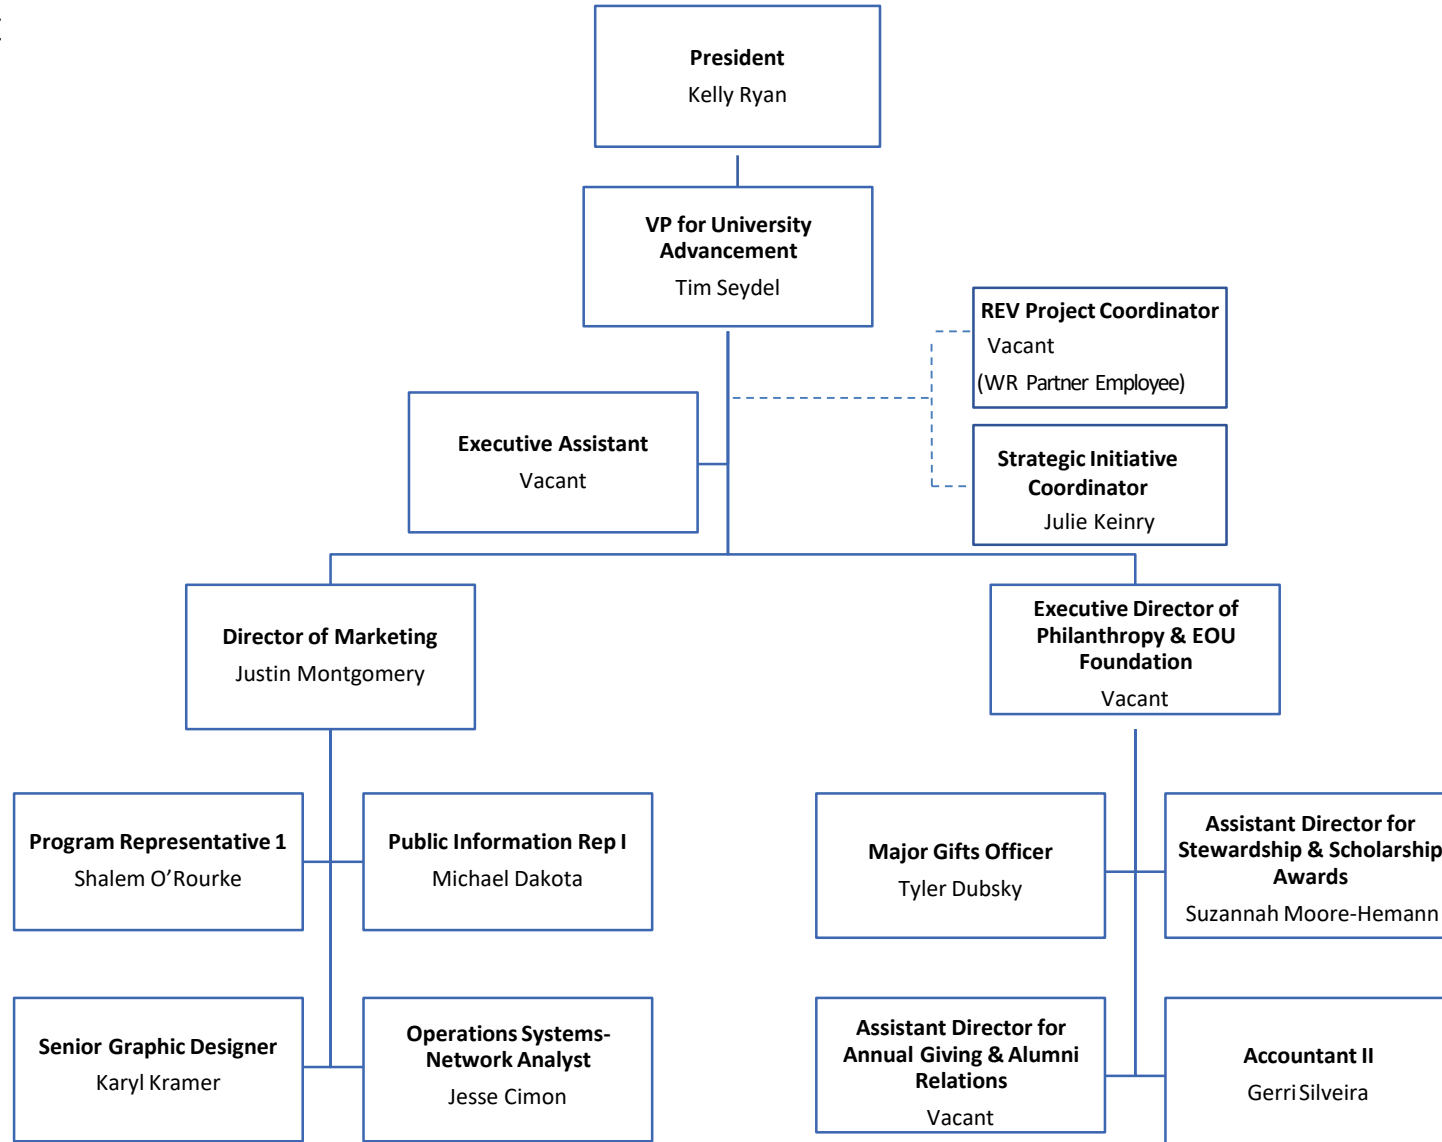 President
Kelly Ryan
VP for University
Advancement
Tim Seydel
REV Project Coordinator
Vacant
(WR Partner Employee)
Executive Assistant
Vacant
Strategic Initiative
Coordinator
Julie Keinry
Director of Marketing
Justin Montgomery
Executive Director of
Philanthropy & EOU
Foundation
Vacant
Program Representative 1
Shalem O’Rourke
Public Information Rep I
Michael Dakota
Major Gifts Officer
Tyler Dubsky
Assistant Director for
Stewardship & Scholarship
Awards
Suzannah Moore-Hemann
Senior Graphic Designer
Karyl Kramer
Operations Systems-
Network Analyst
Jesse Cimon
Assistant Director for
Annual Giving & Alumni
Relations
Vacant
Accountant II
Gerri Silveira